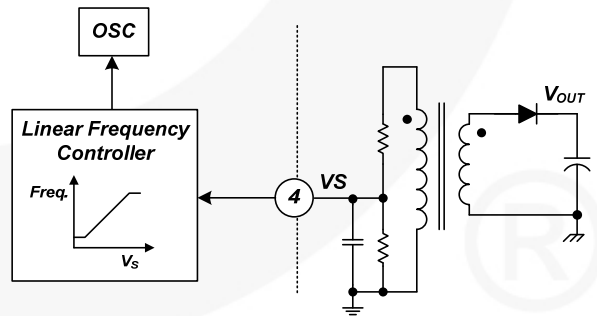 OSC
Linear Frequency
Controller
Freq.
VS
4
VS
VOUT
R